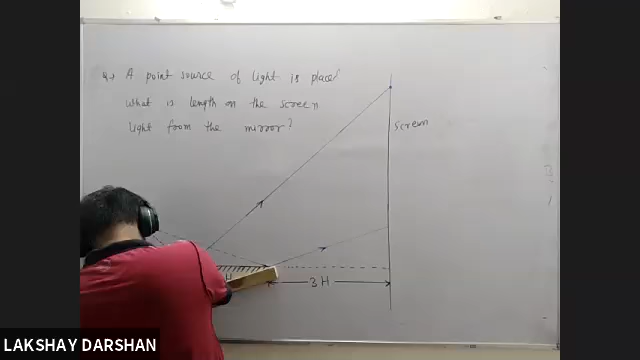 Q→ A point source of light is place
What is length on the screen
light from the mirror?
screen
H
3H
LAKSHAY DARSHAN